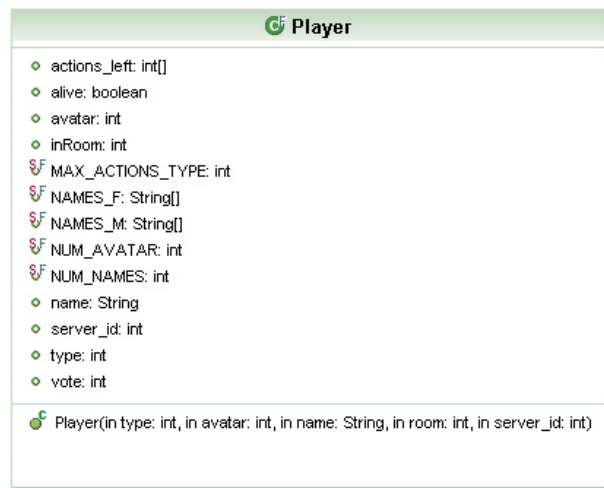 Player
actions_left: int[]
alive: boolean
avatar: int
inRoom: int
MAX_ACTIONS_TYPE: int
NAMES_F: String[]
NAMES_M: String[]
NUM_AVATAR: int
NUM_NAMES: int
name: String
server_id: int
type: int
vote: int
Player(in type: int, in avatar: int, in name: String, in room: int, in server_id: int)